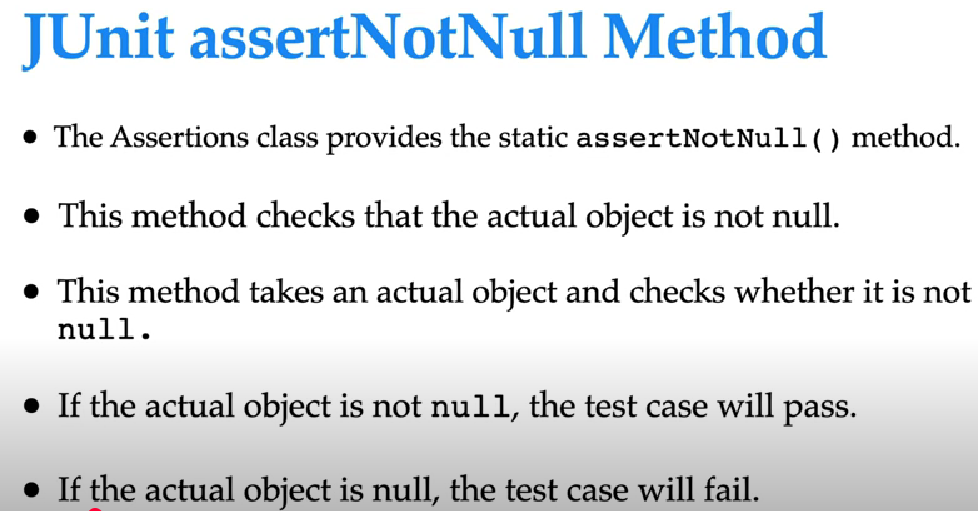 JUnit assertNotNull Method
• The Assertions class provides the static assertNotNull() method.
• This method checks that the actual object is not null.
• This method takes an actual object and checks whether it is not
null.
• If the actual object is not null, the test case will pass.
• If the actual object is null, the test case will fail.